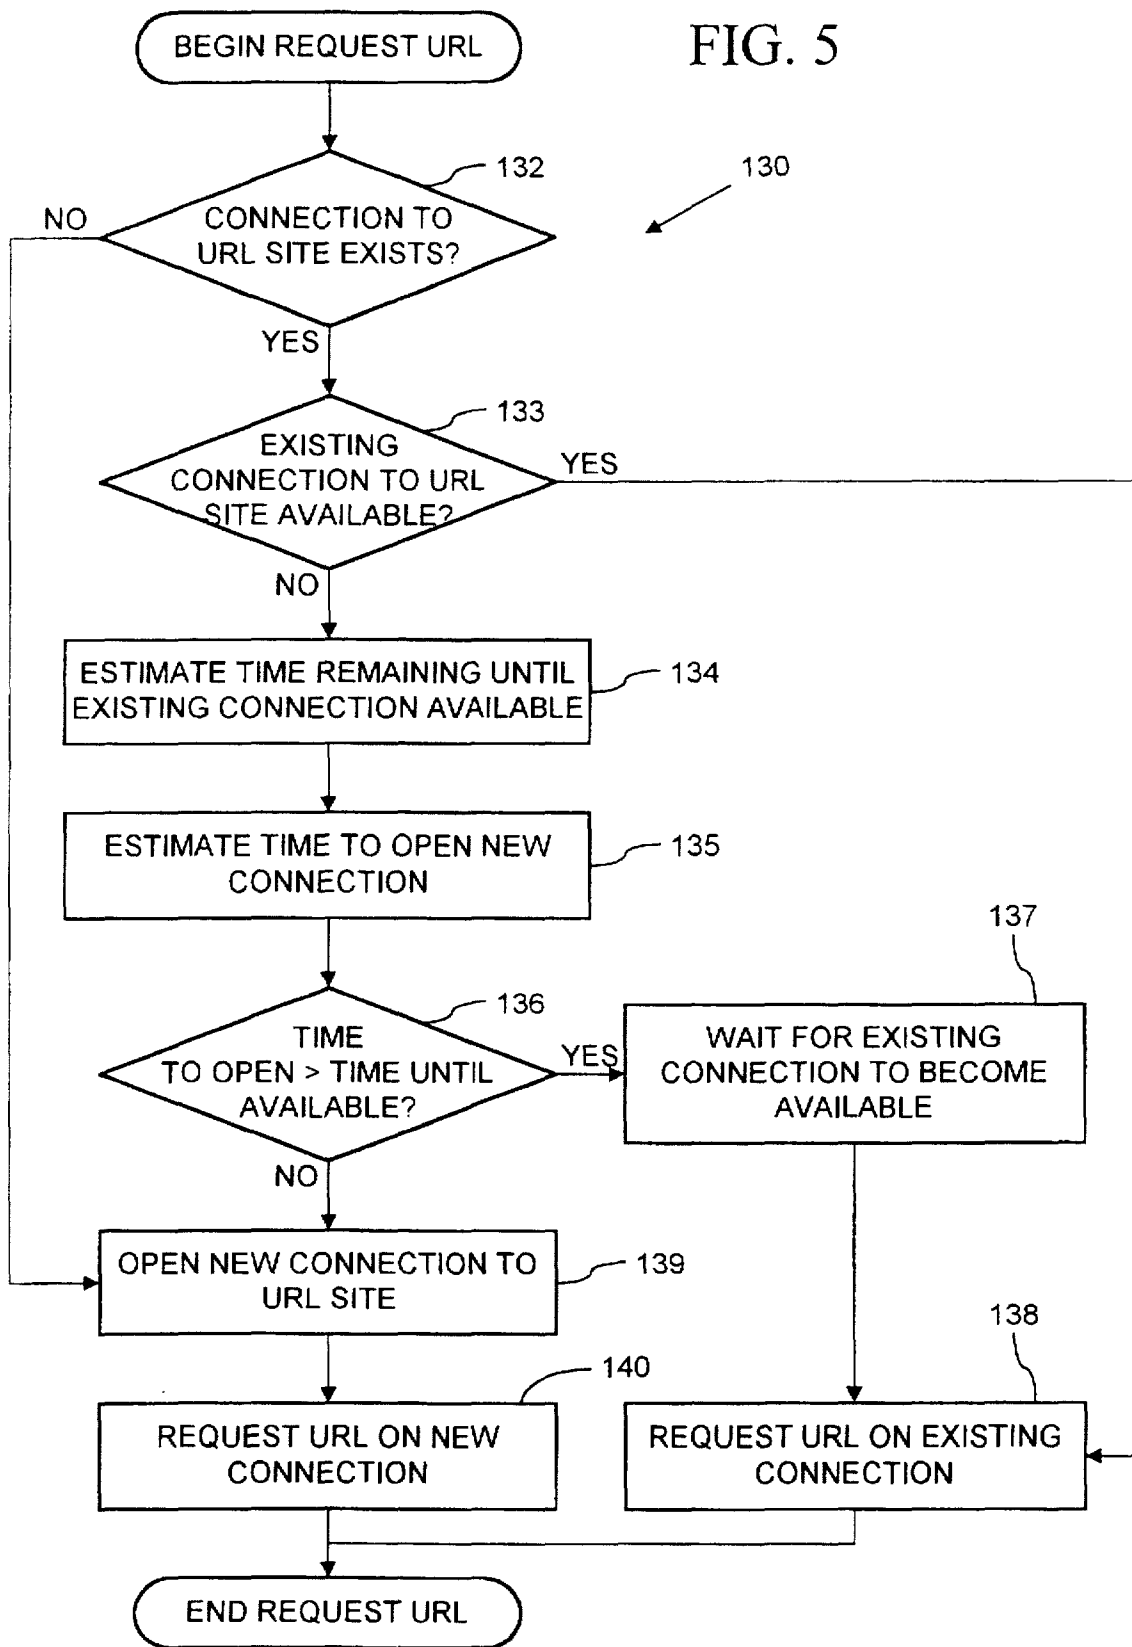 BEGIN REQUEST URL
FIG. 5
132
130
NO
CONNECTION TO
URL SITE EXISTS?
YES
133
EXISTING
CONNECTION TO URL
SITE AVAILABLE?
YES
NO
ESTIMATE TIME REMAINING UNTIL
EXISTING CONNECTION AVAILABLE
134
ESTIMATE TIME TO OPEN NEW
CONNECTION
135
137
136
TIME
TO OPEN > TIME UNTIL
AVAILABLE?
YES
WAIT FOR EXISTING
CONNECTION TO BECOME
AVAILABLE
NO
OPEN NEW CONNECTION TO
URL SITE
139
138
140
REQUEST URL ON NEW
CONNECTION
REQUEST URL ON EXISTING
CONNECTION
END REQUEST URL